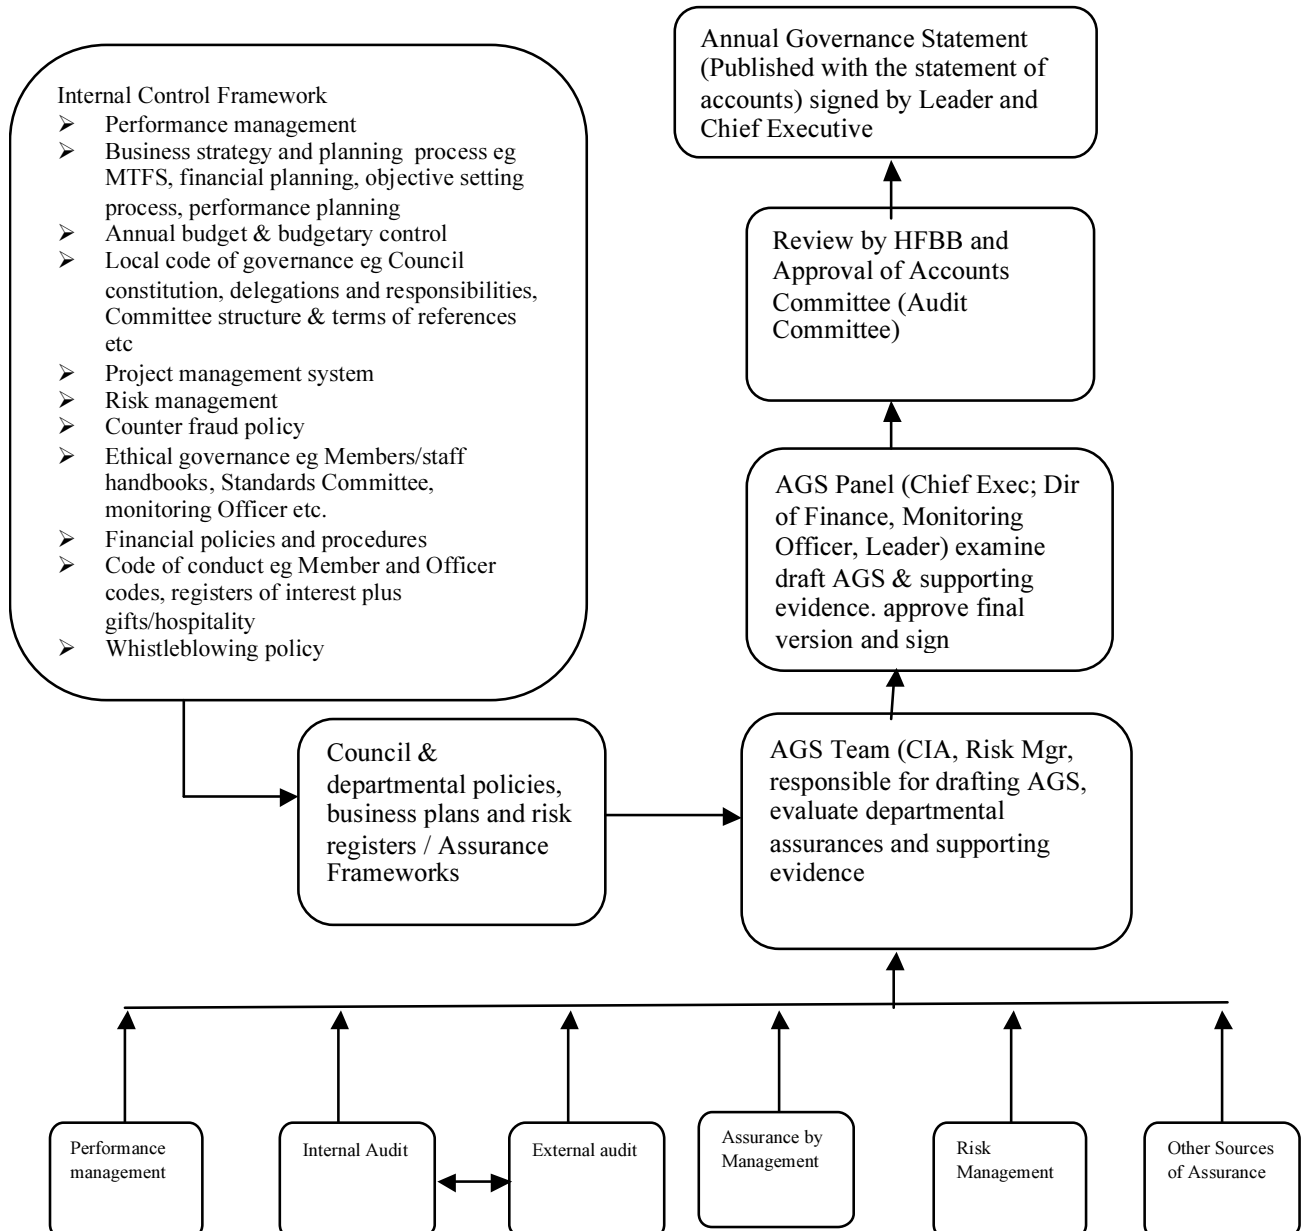 Annual Governance Statement
(Published with the statement of
accounts) signed by Leader and
Chief Executive
Internal Control Framework
➢ Performance management
➢ Business strategy and planning process eg
MTFS, financial planning, objective setting
process, performance planning
➢ Annual budget & budgetary control
➢ Local code of governance eg Council
constitution, delegations and responsibilities,
Committee structure & terms of references
etc
➢ Project management system
➢ Risk management
➢ Counter fraud policy
➢ Ethical governance eg Members/staff
handbooks, Standards Committee,
monitoring Officer etc.
➢ Financial policies and procedures
➢ Code of conduct eg Member and Officer
codes, registers of interest plus
gifts/hospitality
➢ Whistleblowing policy
Review by HFBB and
Approval of Accounts
Committee (Audit
Committee)
AGS Panel (Chief Exec; Dir
of Finance, Monitoring
Officer, Leader) examine
draft AGS & supporting
evidence. approve final
version and sign
Council &
departmental policies,
business plans and risk
registers / Assurance
Frameworks
AGS Team (CIA, Risk Mgr,
responsible for drafting AGS,
evaluate departmental
assurances and supporting
evidence
Performance
management
Internal Audit
External audit
Assurance by
Management
Risk
Management
Other Sources
of Assurance